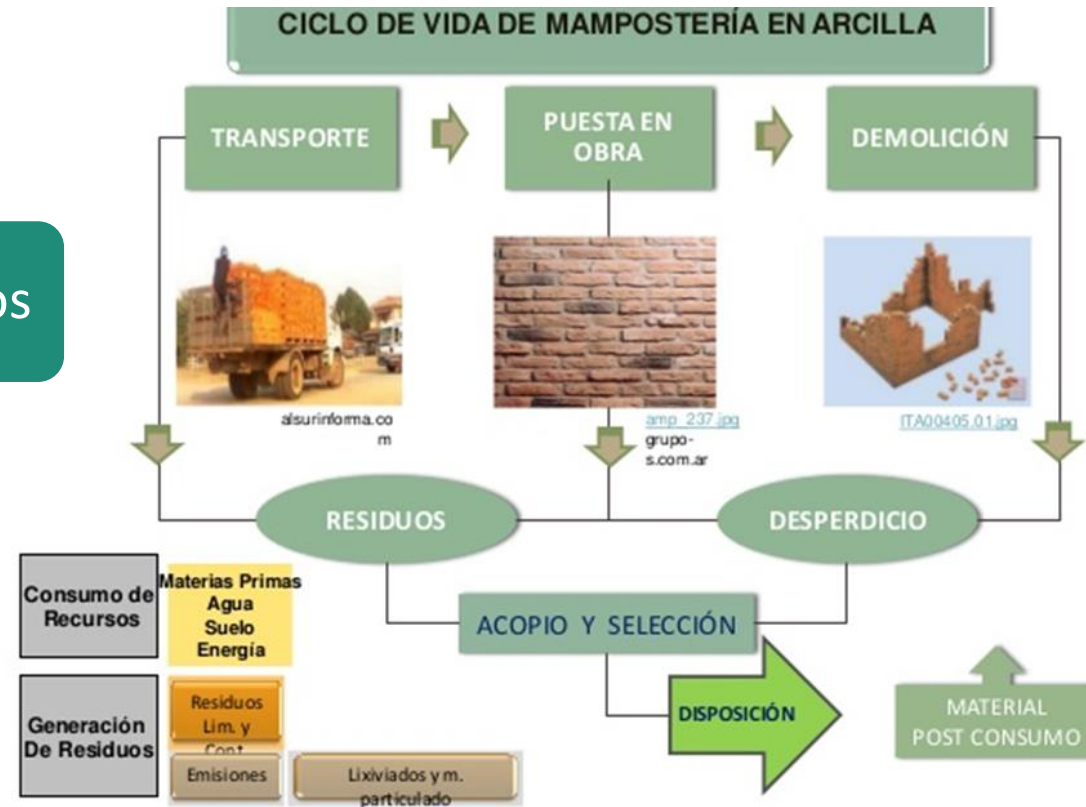 CICLO DE VIDA DE MAMPOSTERÍA EN ARCILLA
TRANSPORTE
PUESTA EN
OBRA
DEMOLICIÓN
os
alsurinforma.co
m
amp_237.jpg
grupo-
s.com.ar
ITA00405.01.jpg
RESIDUOS
DESPERDICIO
Consumo de
Recursos
Materias Primas
Agua
Suelo
Energía
ACOPIO Y SELECCIÓN
Generación
De Residuos
Residuos
Lim. y
Cont
Emisiones
Lixiviados y m.
particulado
DISPOSICIÓN
MATERIAL
POST CONSUMO